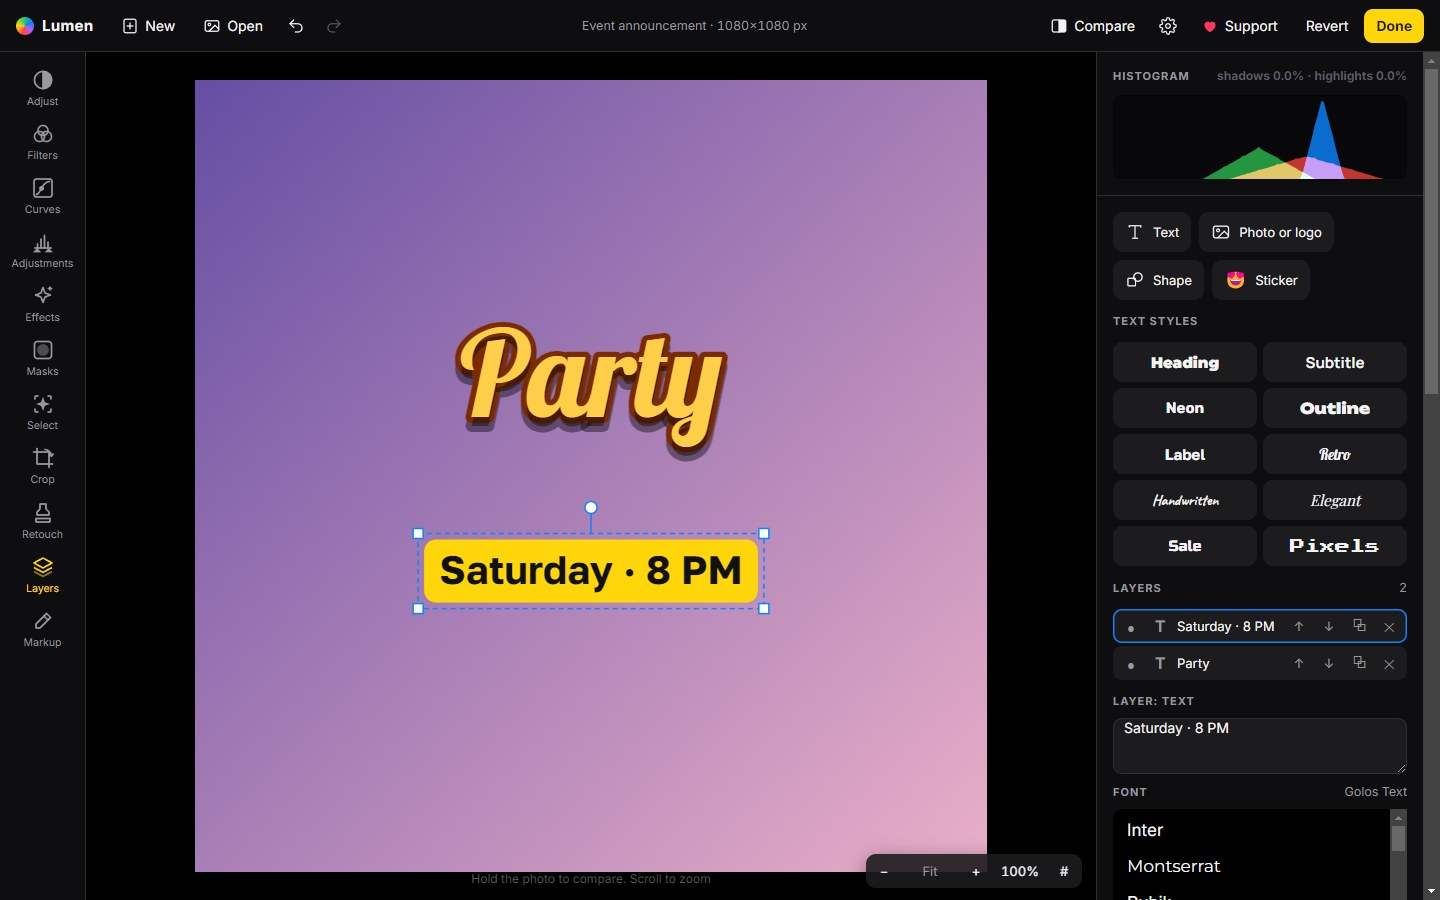 Lumen
New
Open
Event announcement · 1080×1080 px
Compare
Support
Revert
Done
Adjust
Filters
Curves
Adjustments
Effects
Masks
Select
Crop
Retouch
Layers
Markup
Party
Saturday · 8 PM
Hold the photo to compare. Scroll to zoom
− Fit + 100% #
HISTOGRAM shadows 0.0% · highlights 0.0%
Text Photo or logo
Shape Sticker
TEXT STYLES
Heading Subtitle
Neon Outline
Label Retro
Handwritten Elegant
Sale Pixels
LAYERS 2
T Saturday · 8 PM
T Party
LAYER: TEXT
Saturday · 8 PM
FONT Golos Text
Inter
Montserrat